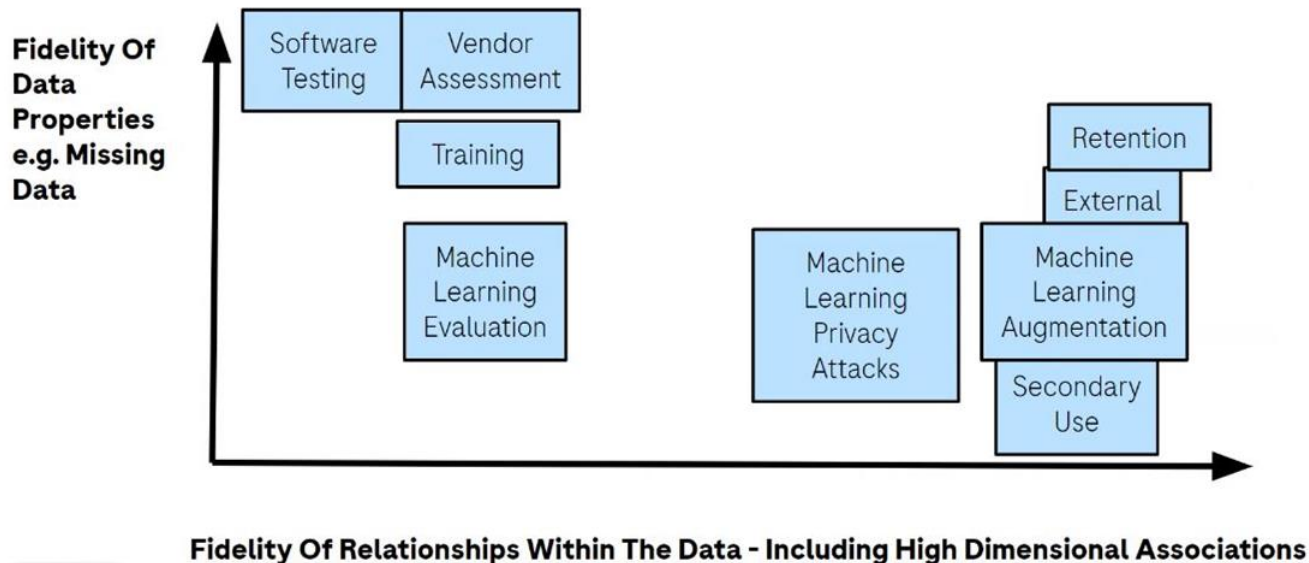 Fidelity Of
Data
Properties
e.g. Missing
Data
Software
Testing
Vendor
Assessment
Training
Machine
Learning
Evaluation
Machine
Learning
Privacy
Attacks
Retention
External
Machine
Learning
Augmentation
Secondary
Use
Fidelity Of Relationships Within The Data - Including High Dimensional Associations